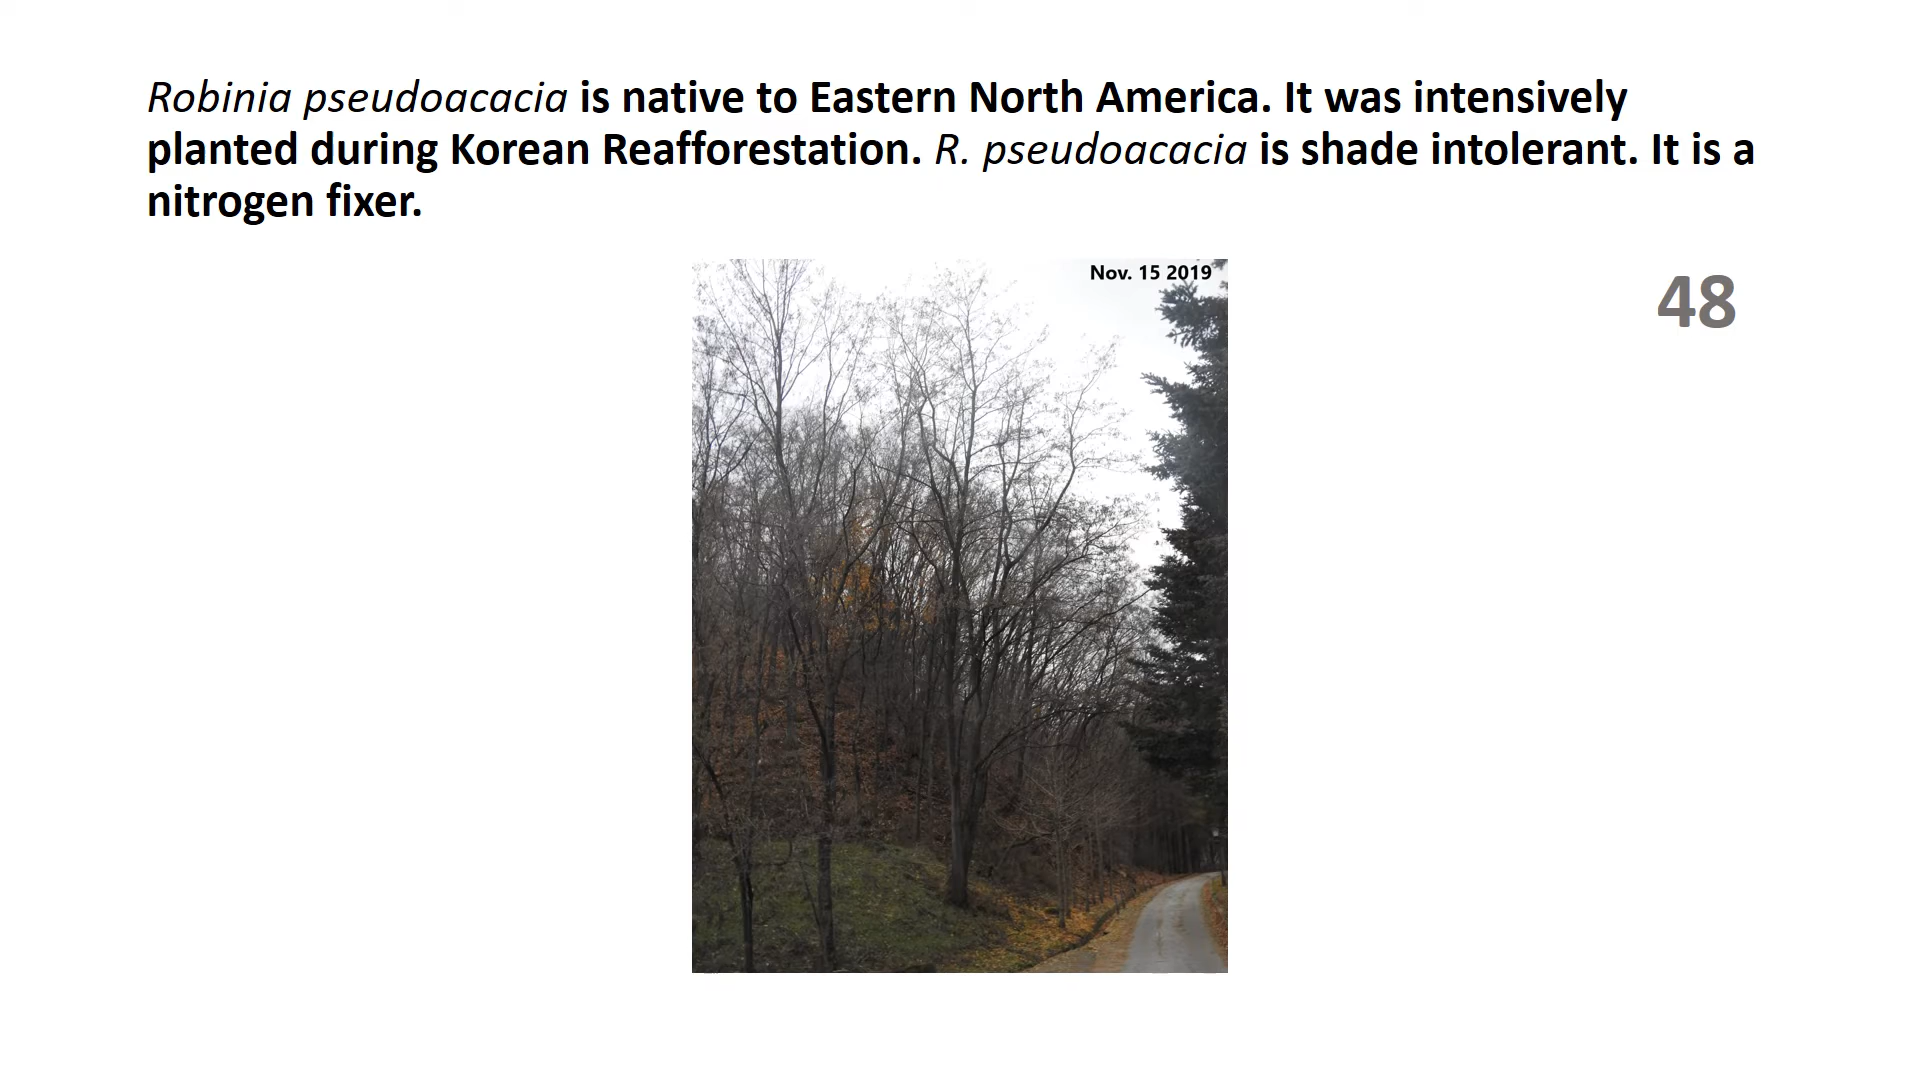 Robinia pseudoacacia is native to Eastern North America. It was intensively
planted during Korean Reafforestation. R. pseudoacacia is shade intolerant. It is a
nitrogen fixer.
Nov. 15 2019
48